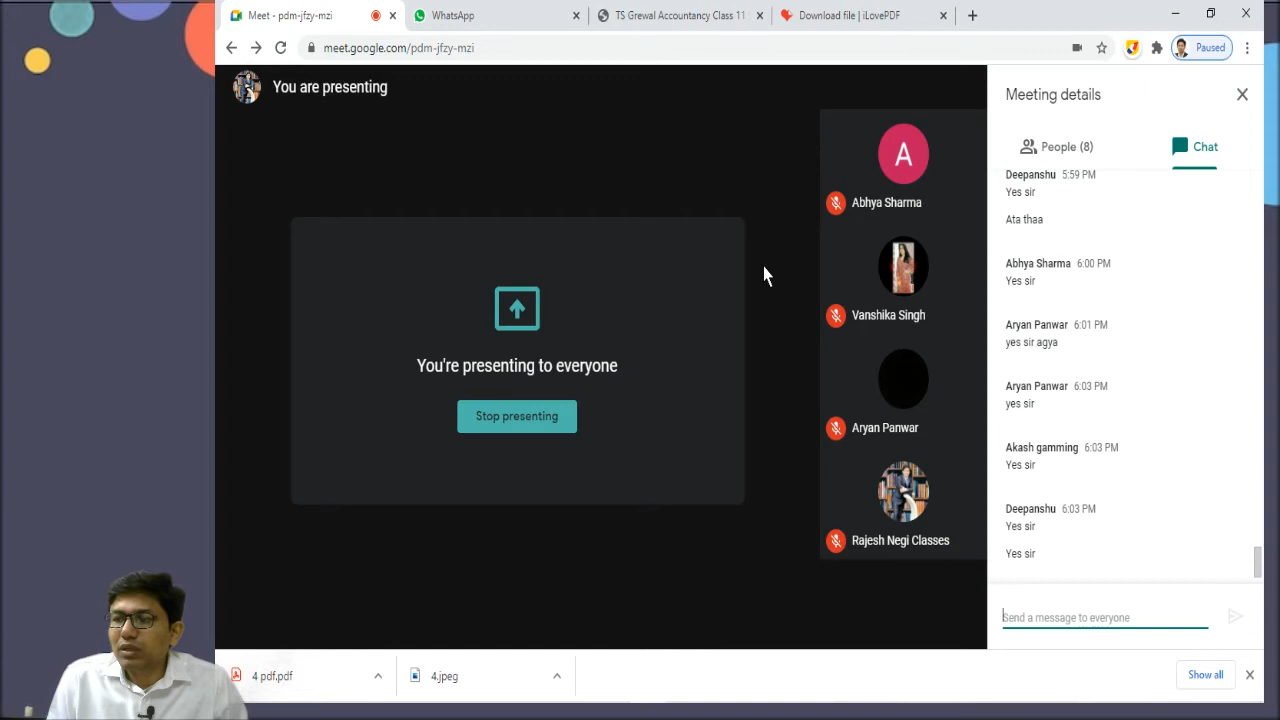 Meet - pdm-jfzy-mzi
WhatsApp
TS Grewal Accountancy Class 11
Download file | iLovePDF
meet.google.com/pdm-jfzy-mzi
Paused
You are presenting
You're presenting to everyone
Stop presenting
A
Abhya Sharma
Vanshika Singh
Aryan Panwar
Rajesh Negi Classes
Meeting details
People (8)
Chat
Deepanshu 5:59 PM
Yes sir
Ata thaa
Abhya Sharma 6:00 PM
Yes sir
Aryan Panwar 6:01 PM
yes sir agya
Aryan Panwar 6:03 PM
yes sir
Akash gamming 6:03 PM
Yes sir
Deepanshu 6:03 PM
Yes sir
Yes sir
Send a message to everyone
4 pdf.pdf
4.jpeg
Show all